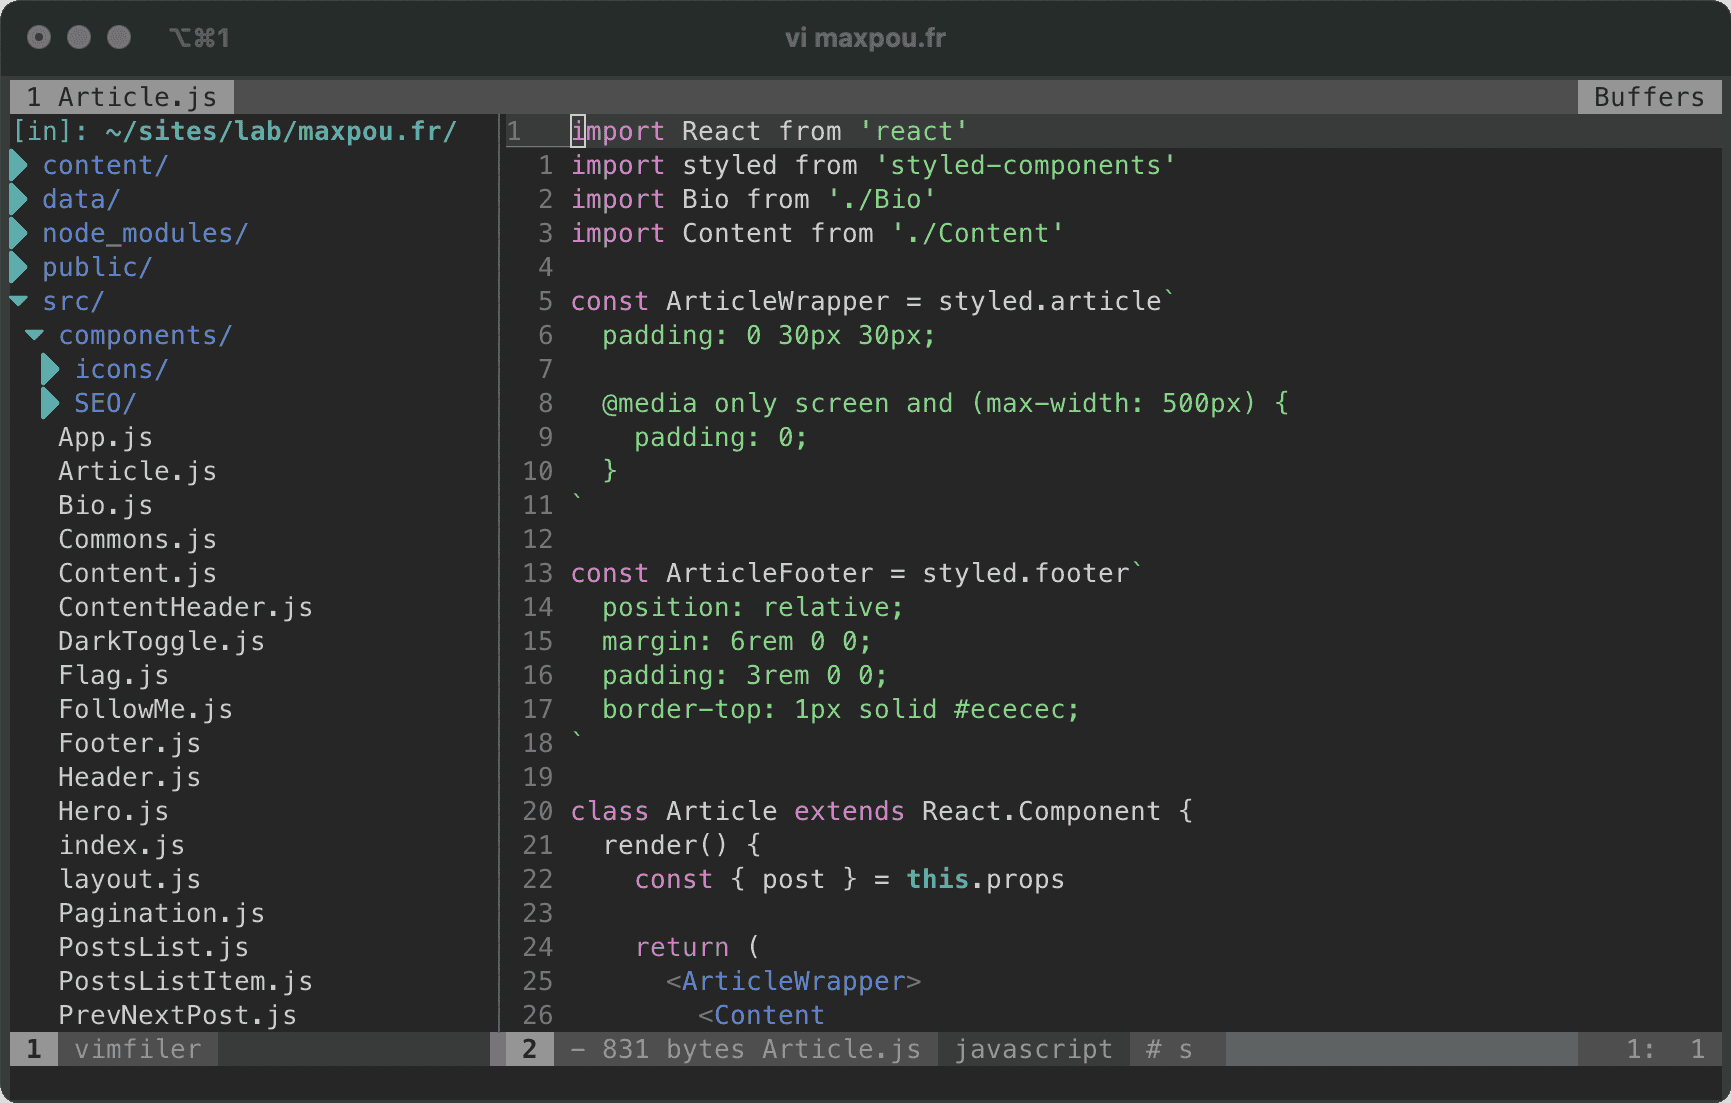 ⌥⌘1
vi maxpou.fr
1 Article.js
Buffers
[in]: ~/sites/lab/maxpou.fr/
content/
data/
node_modules/
public/
src/
components/
icons/
SEO/
App.js
Article.js
Bio.js
Commons.js
Content.js
ContentHeader.js
DarkToggle.js
Flag.js
FollowMe.js
Footer.js
Header.js
Hero.js
index.js
layout.js
Pagination.js
PostsList.js
PostsListItem.js
PrevNextPost.js
1 import React from 'react'
1 import styled from 'styled-components'
2 import Bio from './Bio'
3 import Content from './Content'
4
5 const ArticleWrapper = styled.article`
6   padding: 0 30px 30px;
7
8   @media only screen and (max-width: 500px) {
9     padding: 0;
10   }
11 `
12
13 const ArticleFooter = styled.footer`
14   position: relative;
15   margin: 6rem 0 0;
16   padding: 3rem 0 0;
17   border-top: 1px solid #ececec;
18 `
19
20 class Article extends React.Component {
21   render() {
22     const { post } = this.props
23
24     return (
25       <ArticleWrapper>
26         <Content
1 vimfiler
2 - 831 bytes Article.js javascript # s 1: 1